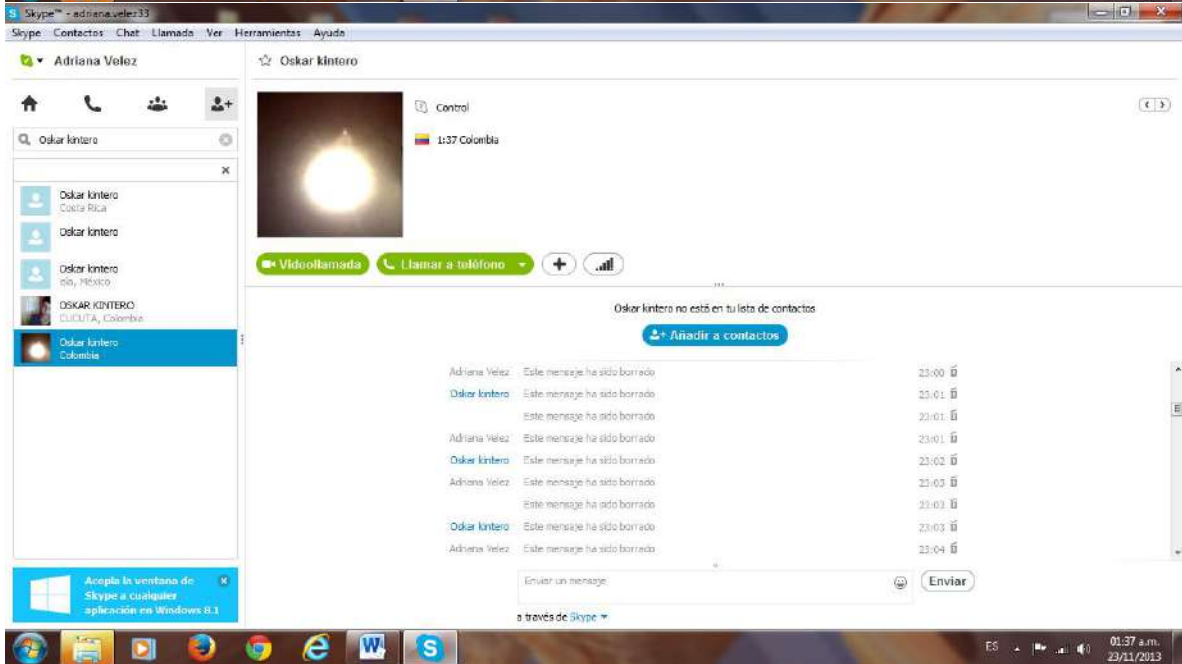 Skype™ - adriana.velez33
Skype Contactos Chat Llamada Ver Herramientas Ayuda
Adriana Velez
Oskar kintero
Oskar kintero
Control
1:37 Colombia
Oskar kintero
Costa Rica
Oskar kintero
Oskar kintero
Isla, México
OSKAR KINTERO
CUCUTA, Colombia
Oskar kintero
Colombia
Videollamada
Llamar a teléfono
Oskar kintero no está en tu lista de contactos
Añadir a contactos
Adriana Velez Este mensaje ha sido borrado 23:00
Oskar kintero Este mensaje ha sido borrado 23:01
Este mensaje ha sido borrado 23:01
Adriana Velez Este mensaje ha sido borrado 23:01
Oskar kintero Este mensaje ha sido borrado 23:02
Adriana Velez Este mensaje ha sido borrado 23:03
Este mensaje ha sido borrado 23:03
Oskar kintero Este mensaje ha sido borrado 23:03
Adriana Velez Este mensaje ha sido borrado 23:04
Enviar un mensaje
Enviar
a través de Skype
Acopla la ventana de
Skype a cualquier
aplicación en Windows 8.1
ES
01:37 a.m.
23/11/2013